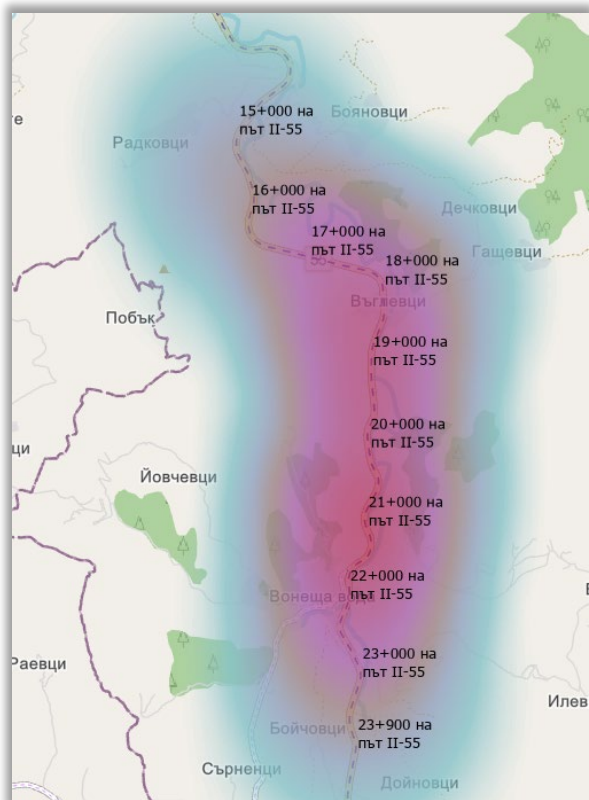 15+000 на
път II-55
Бояновци
те
Радковци
16+000 на
път II-55
Дечковци
17+000 на
път II-55
55
Гащевци
18+000 на
път II-55
Въглевци
Побък
19+000 на
път II-55
20+000 на
път II-55
ци
Йовчевци
21+000 на
път II-55
22+000 на
път II-55
Вонеща вода
23+000 на
път II-55
Раевци
Илев
23+900 на
път II-55
Бойчовци
Сърненци
Дойновци